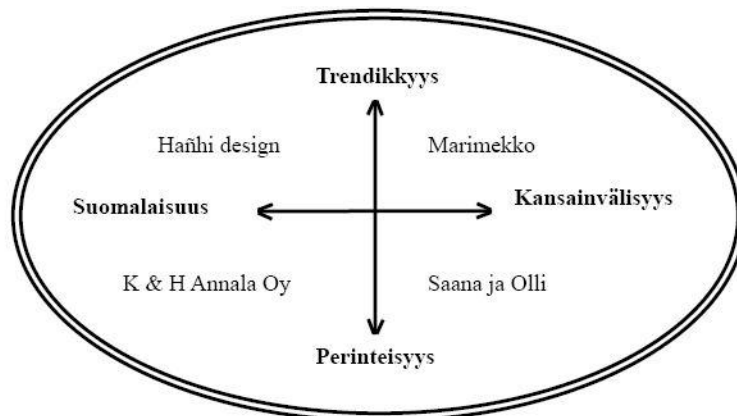 Trendikkyys
Hañhi design
Marimekko
Suomalaisuus
Kansainvälisyys
K & H Annala Oy
Saana ja Olli
Perinteisyys